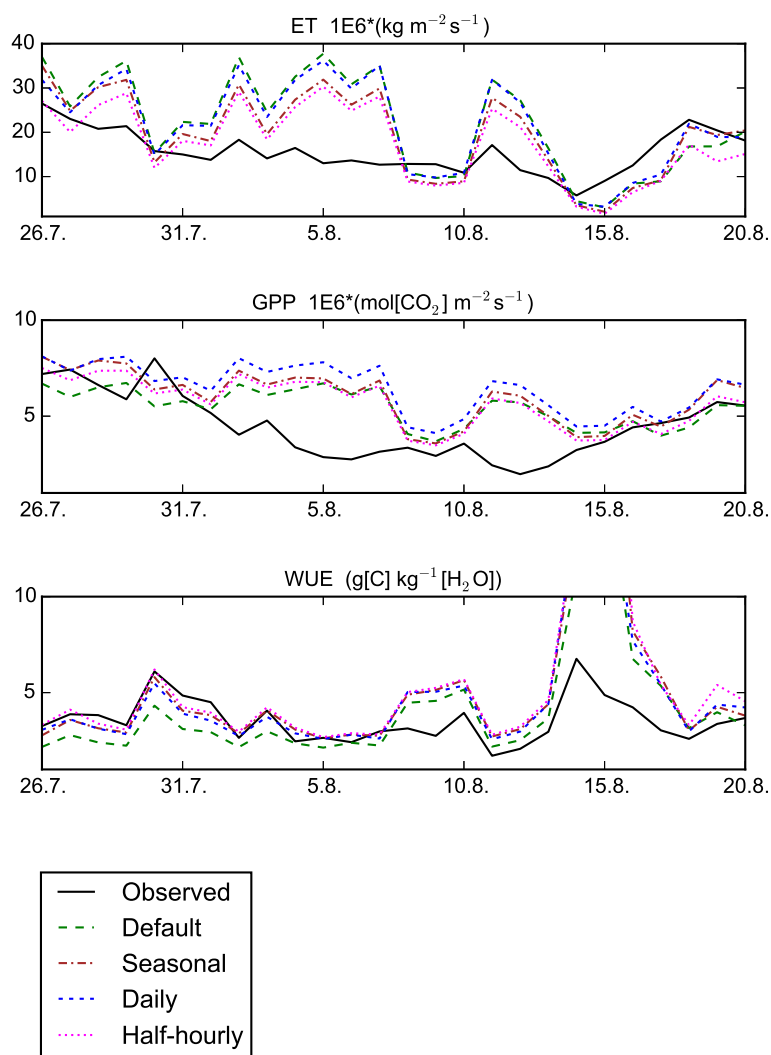 ET 1E6*(kg m⁻² s⁻¹)
40
30
20
10
26.7. 31.7. 5.8. 10.8. 15.8. 20.8.
GPP 1E6*(mol[CO₂] m⁻² s⁻¹)
10
5
26.7. 31.7. 5.8. 10.8. 15.8. 20.8.
WUE (g[C] kg⁻¹[H₂O])
10
5
26.7. 31.7. 5.8. 10.8. 15.8. 20.8.
Observed
Default
Seasonal
Daily
Half-hourly